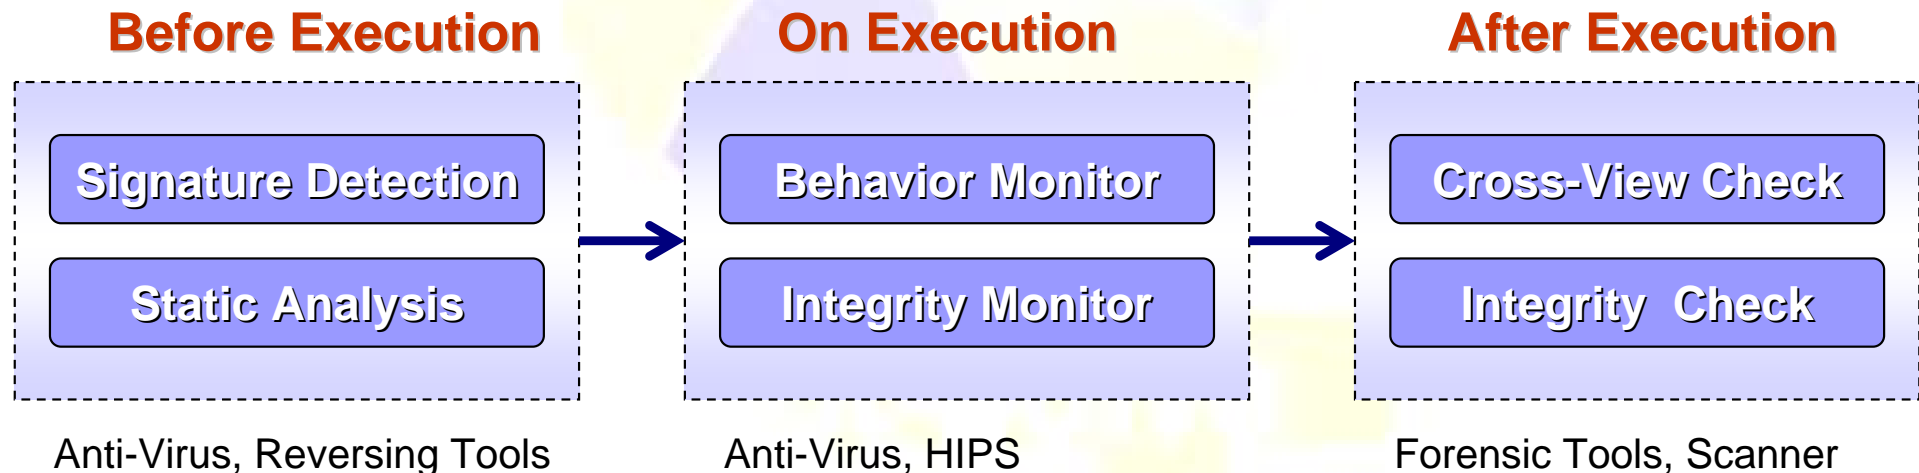 Before Execution
On Execution
After Execution
Signature Detection
Behavior Monitor
Cross-View Check
Static Analysis
Integrity Monitor
Integrity Check
Anti-Virus, Reversing Tools
Anti-Virus, HIPS
Forensic Tools, Scanner